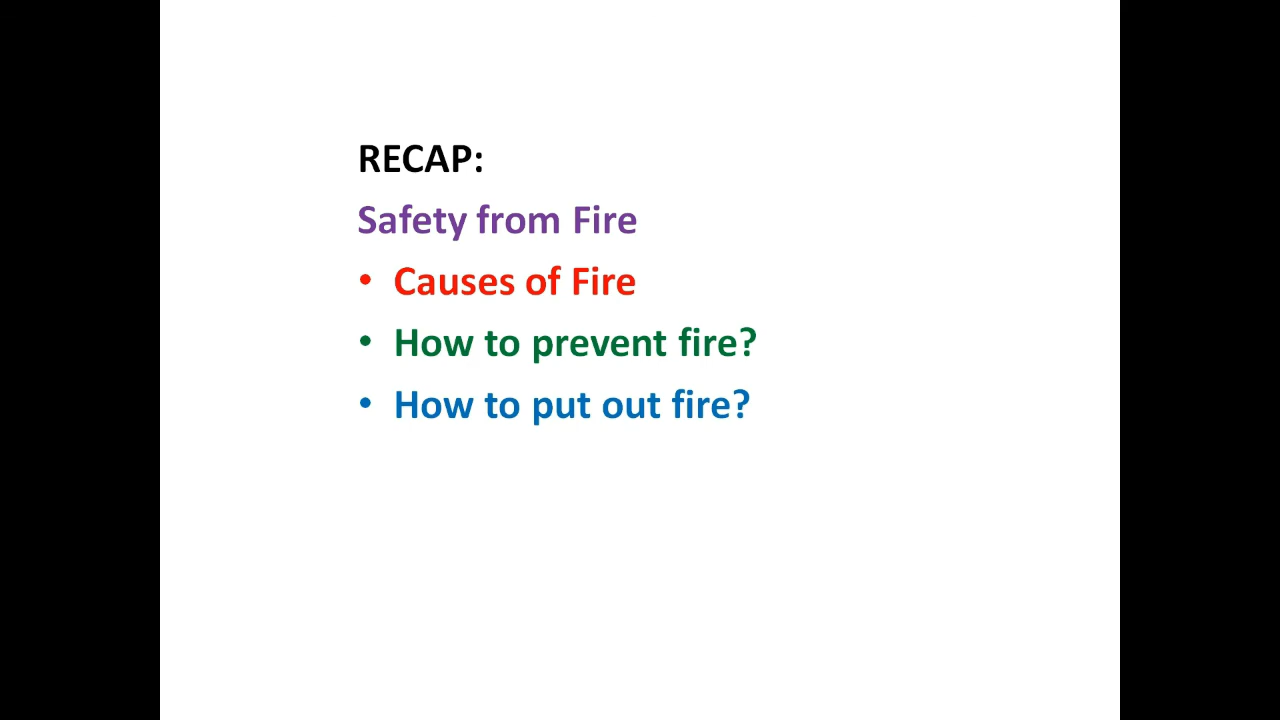 RECAP:
Safety from Fire
• Causes of Fire
• How to prevent fire?
• How to put out fire?